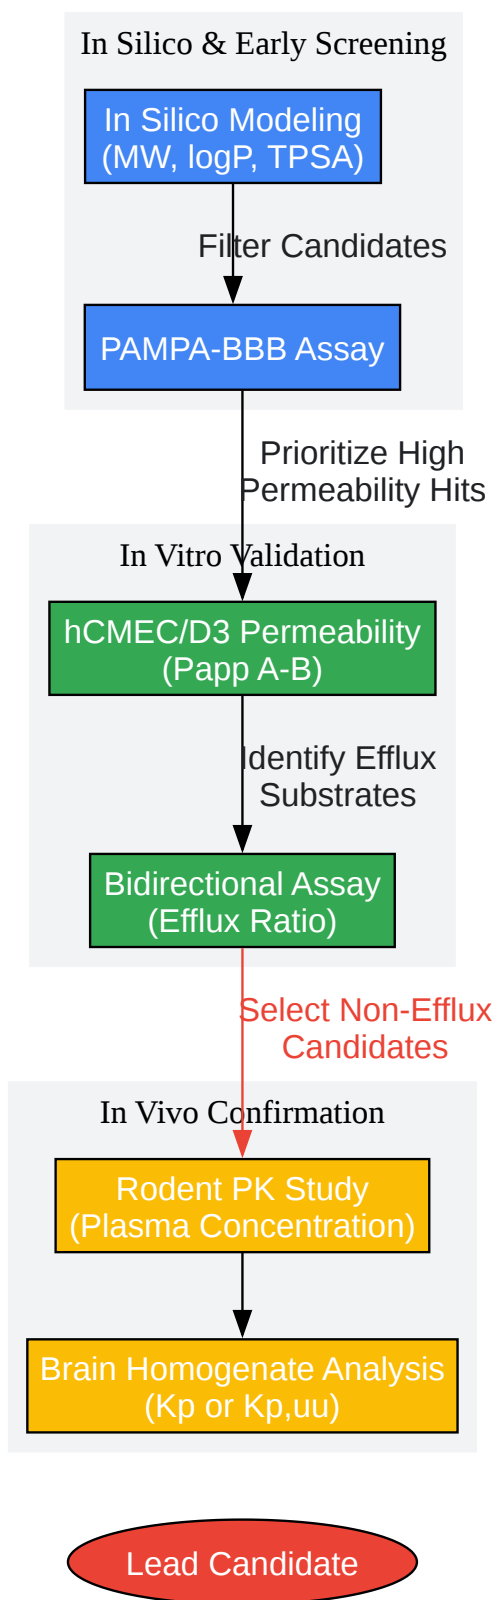 In Silico & Early Screening
In Silico Modeling
(MW, logP, TPSA)
Filter Candidates
PAMPA-BBB Assay
Prioritize High
Permeability Hits
In Vitro Validation
hCMEC/D3 Permeability
(Papp A-B)
Identify Efflux
Substrates
Bidirectional Assay
(Efflux Ratio)
Select Non-Efflux
Candidates
In Vivo Confirmation
Rodent PK Study
(Plasma Concentration)
Brain Homogenate Analysis
(Kp or Kp,uu)
Lead Candidate